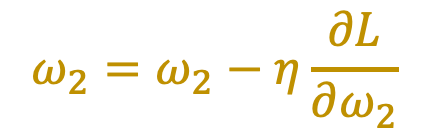 ω₂ = ω₂ − η ∂L/∂ω₂